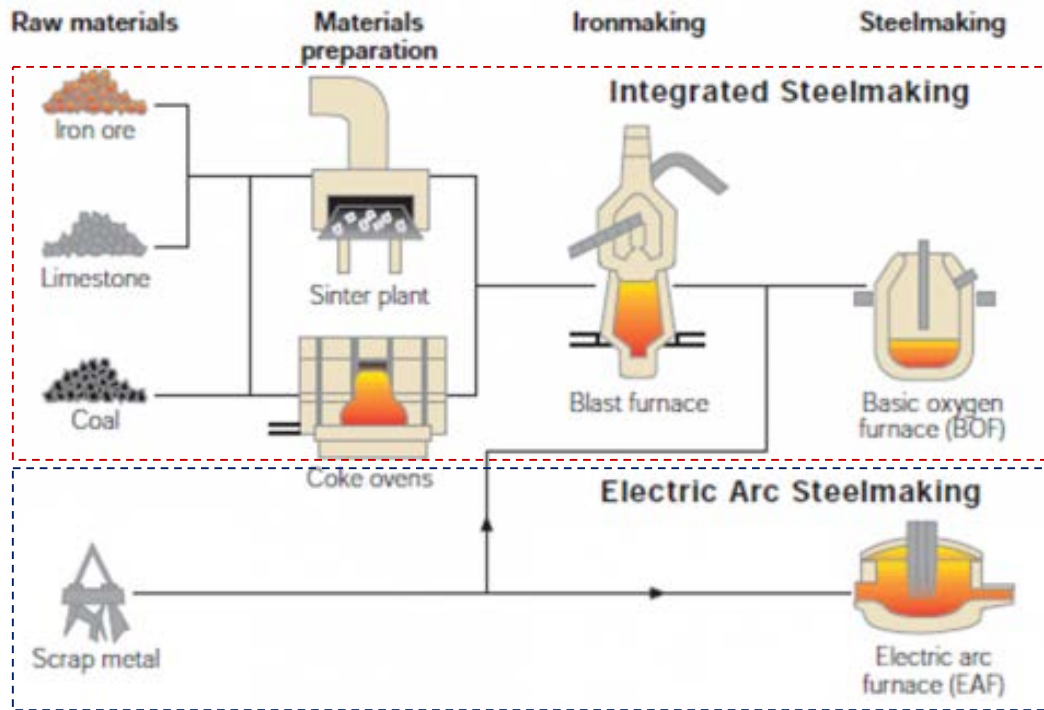 Raw materials
Materials
preparation
Ironmaking
Steelmaking
Integrated Steelmaking
Iron ore
Limestone
Sinter plant
Coal
Blast furnace
Basic oxygen
furnace (BOF)
Coke ovens
Electric Arc Steelmaking
Scrap metal
Electric arc
furnace (EAF)